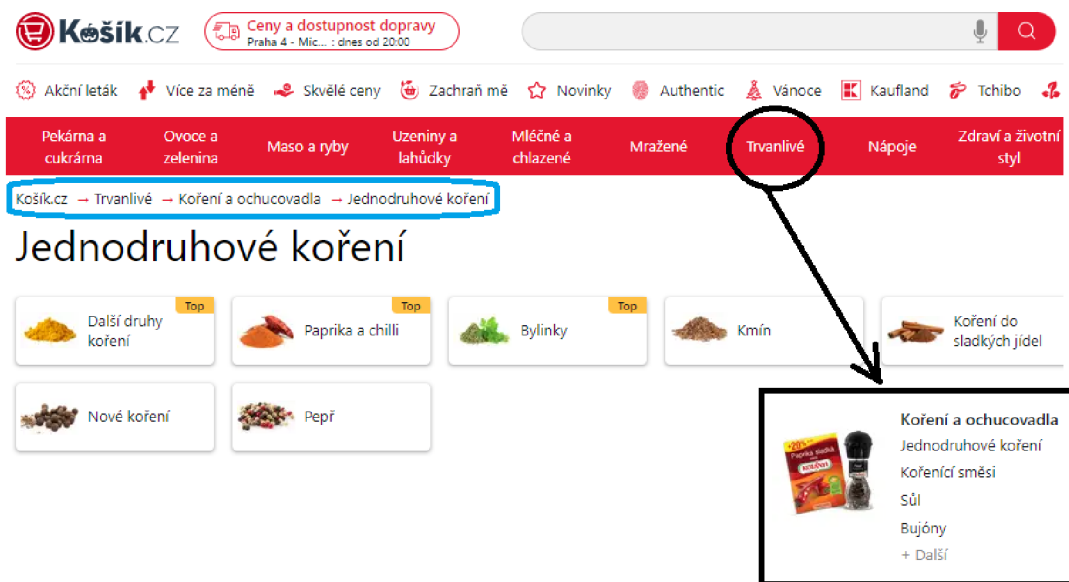 Košík.cz
Ceny a dostupnost dopravy
Praha 4 - Mic... : dnes od 20:00
Akční leták
Více za méně
Skvělé ceny
Zachraň mě
Novinky
Authentic
Vánoce
Kaufland
Tchibo
Pekárna a
cukrárna
Ovoce a
zelenina
Maso a ryby
Uzeniny a
lahůdky
Mléčné a
chlazené
Mražené
Trvanlivé
Nápoje
Zdraví a životní
styl
Košík.cz → Trvanlivé → Koření a ochucovadla → Jednodruhové koření
Jednodruhové koření
Top
Další druhy
koření
Top
Paprika a chilli
Top
Bylinky
Kmín
Koření do
sladkých jídel
Nové koření
Pepř
Koření a ochucovadla
Jednodruhové koření
Kořenící směsi
Sůl
Bujóny
+ Další
+20%
Paprika sladká